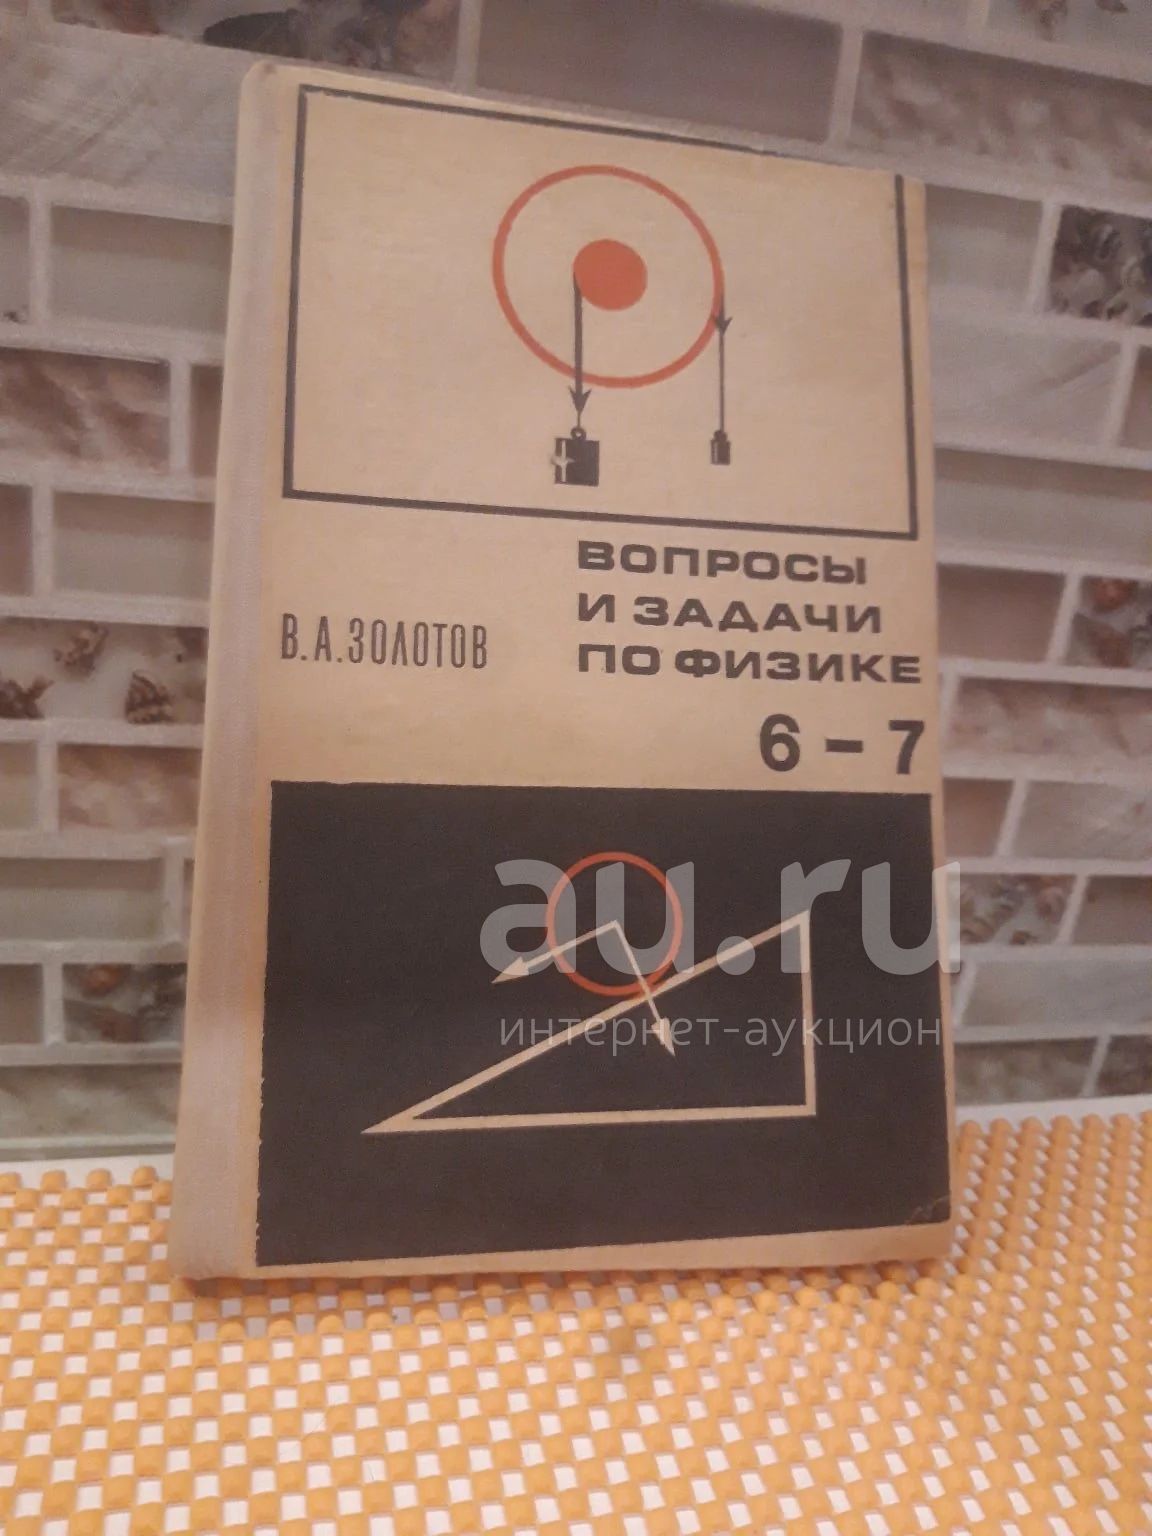 ВОПРОСЫ
И ЗАДАЧИ
ПО ФИЗИКЕ
В.А.ЗОЛОТОВ
6-7
au.ru
интернет-аукцион